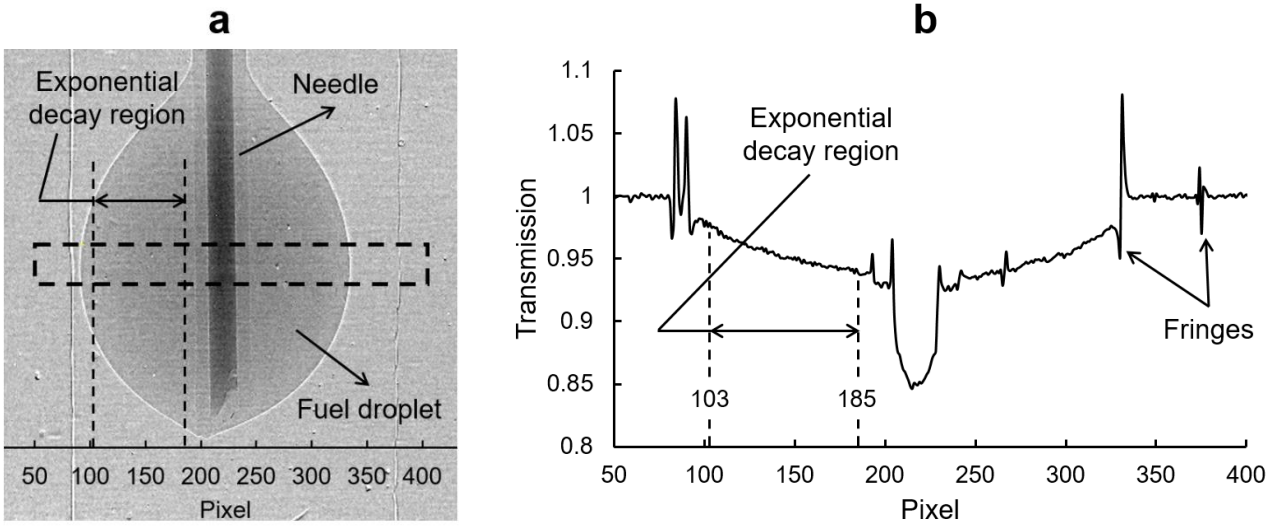 a
Exponential
decay region
Needle
Fuel droplet
50 100 150 200 250 300 350 400
Pixel
b
1.1
1.05
1
0.95
0.9
0.85
0.8
Transmission
Exponential
decay region
103
185
Fringes
50 100 150 200 250 300 350 400
Pixel